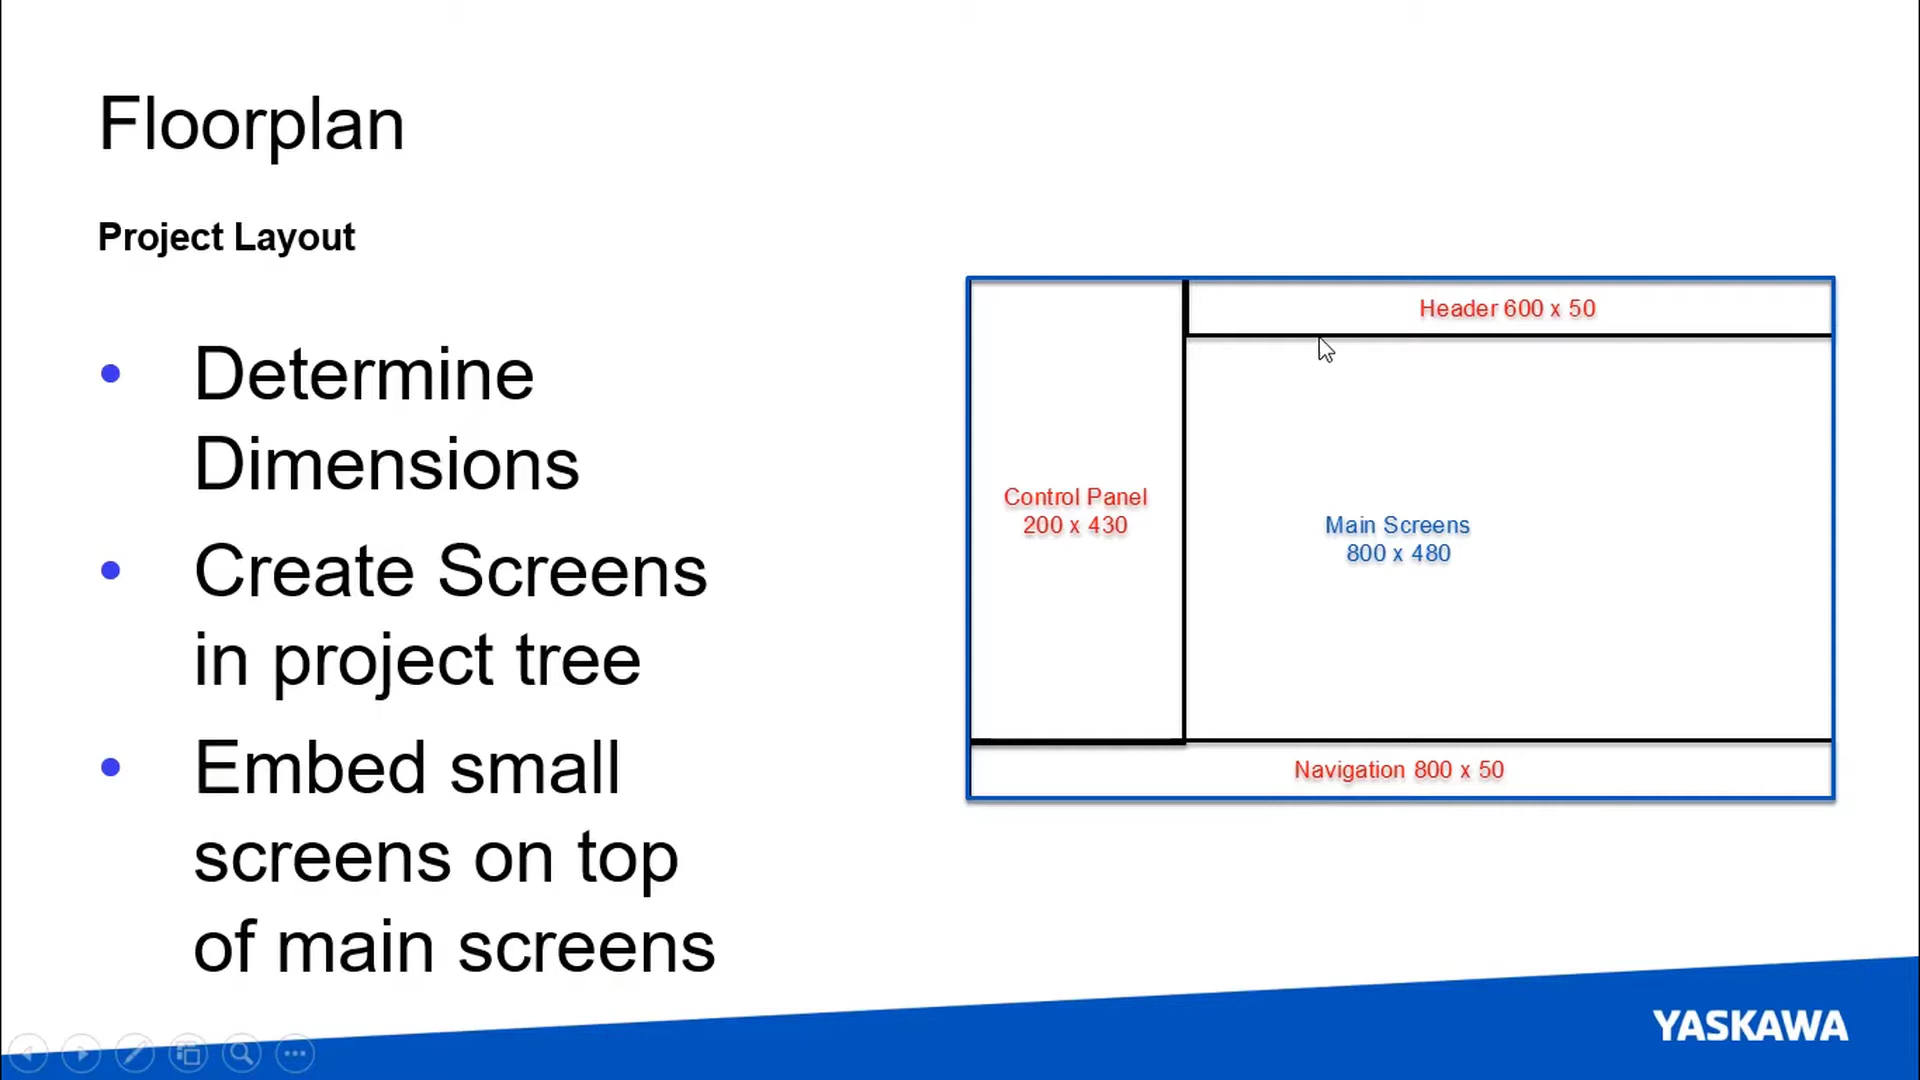 Floorplan
Project Layout
Determine
Dimensions
Create Screens
in project tree
Embed small
screens on top
of main screens
Header 600 x 50
Control Panel
200 x 430
Main Screens
800 x 480
Navigation 800 x 50
YASKAWA